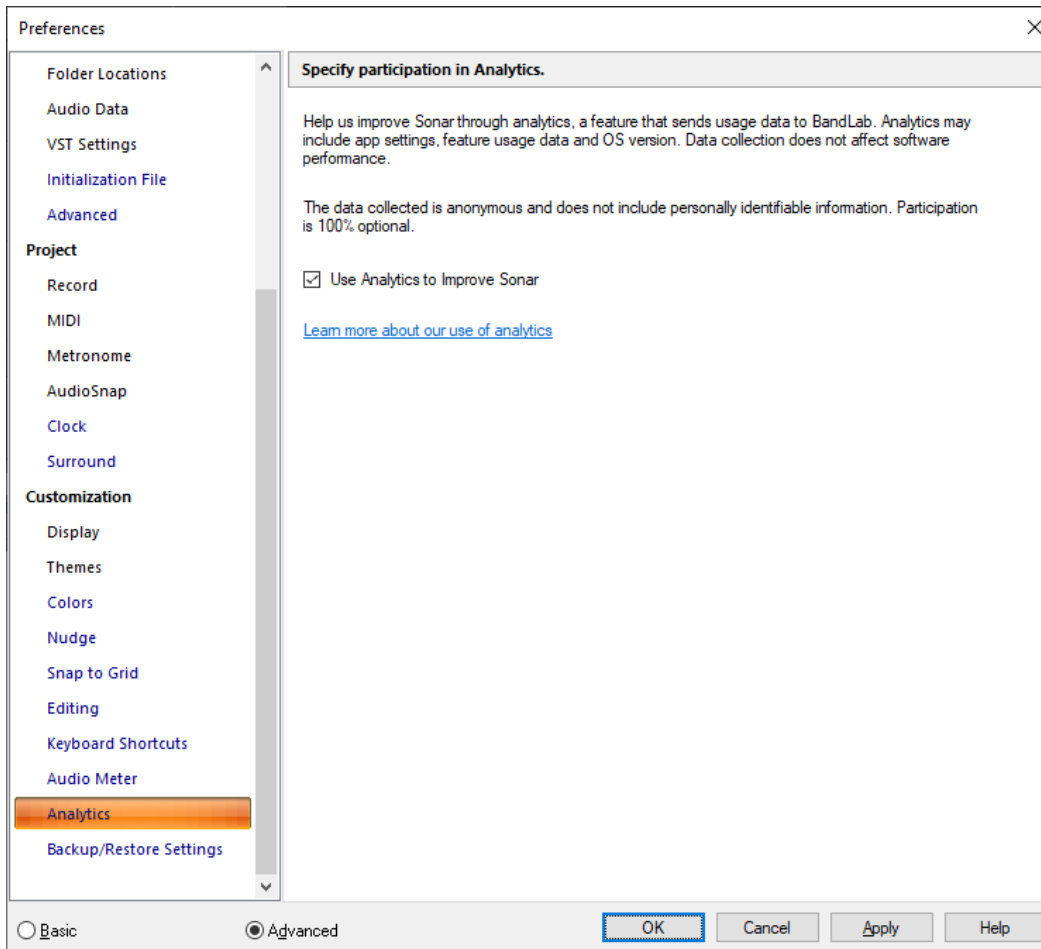 Preferences
Folder Locations
Audio Data
VST Settings
Initialization File
Advanced
Project
Record
MIDI
Metronome
AudioSnap
Clock
Surround
Customization
Display
Themes
Colors
Nudge
Snap to Grid
Editing
Keyboard Shortcuts
Audio Meter
Analytics
Backup/Restore Settings
Specify participation in Analytics.
Help us improve Sonar through analytics, a feature that sends usage data to BandLab. Analytics may
include app settings, feature usage data and OS version. Data collection does not affect software
performance.
The data collected is anonymous and does not include personally identifiable information. Participation
is 100% optional.
Use Analytics to Improve Sonar
Learn more about our use of analytics
Basic
Advanced
OK
Cancel
Apply
Help